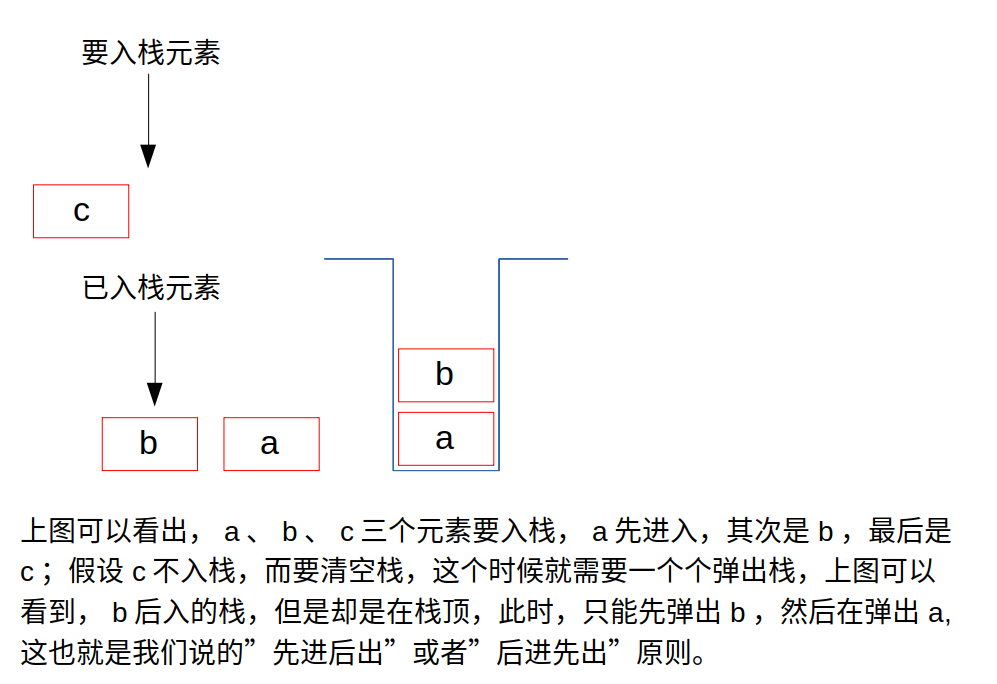 要入栈元素
c
已入栈元素
b
a
b
a
上图可以看出， a 、 b 、 c 三个元素要入栈， a 先进入，其次是 b ，最后是
c ；假设 c 不入栈，而要清空栈，这个时候就需要一个个弹出栈，上图可以
看到， b 后入的栈，但是却是在栈顶，此时，只能先弹出 b ，然后在弹出 a,
这也就是我们说的”先进后出”或者”后进先出”原则。